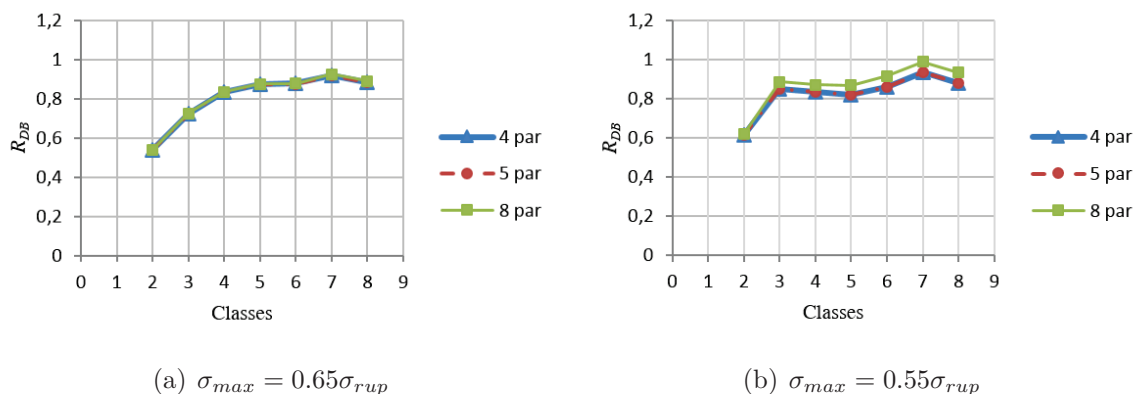 1,2
1
0,8
0,6
0,4
0,2
0
R_DB
0 1 2 3 4 5 6 7 8 9
Classes
4 par
5 par
8 par
(a) σ_max = 0.65σ_rup
1,2
1
0,8
0,6
0,4
0,2
0
R_DB
0 1 2 3 4 5 6 7 8 9
Classes
4 par
5 par
8 par
(b) σ_max = 0.55σ_rup